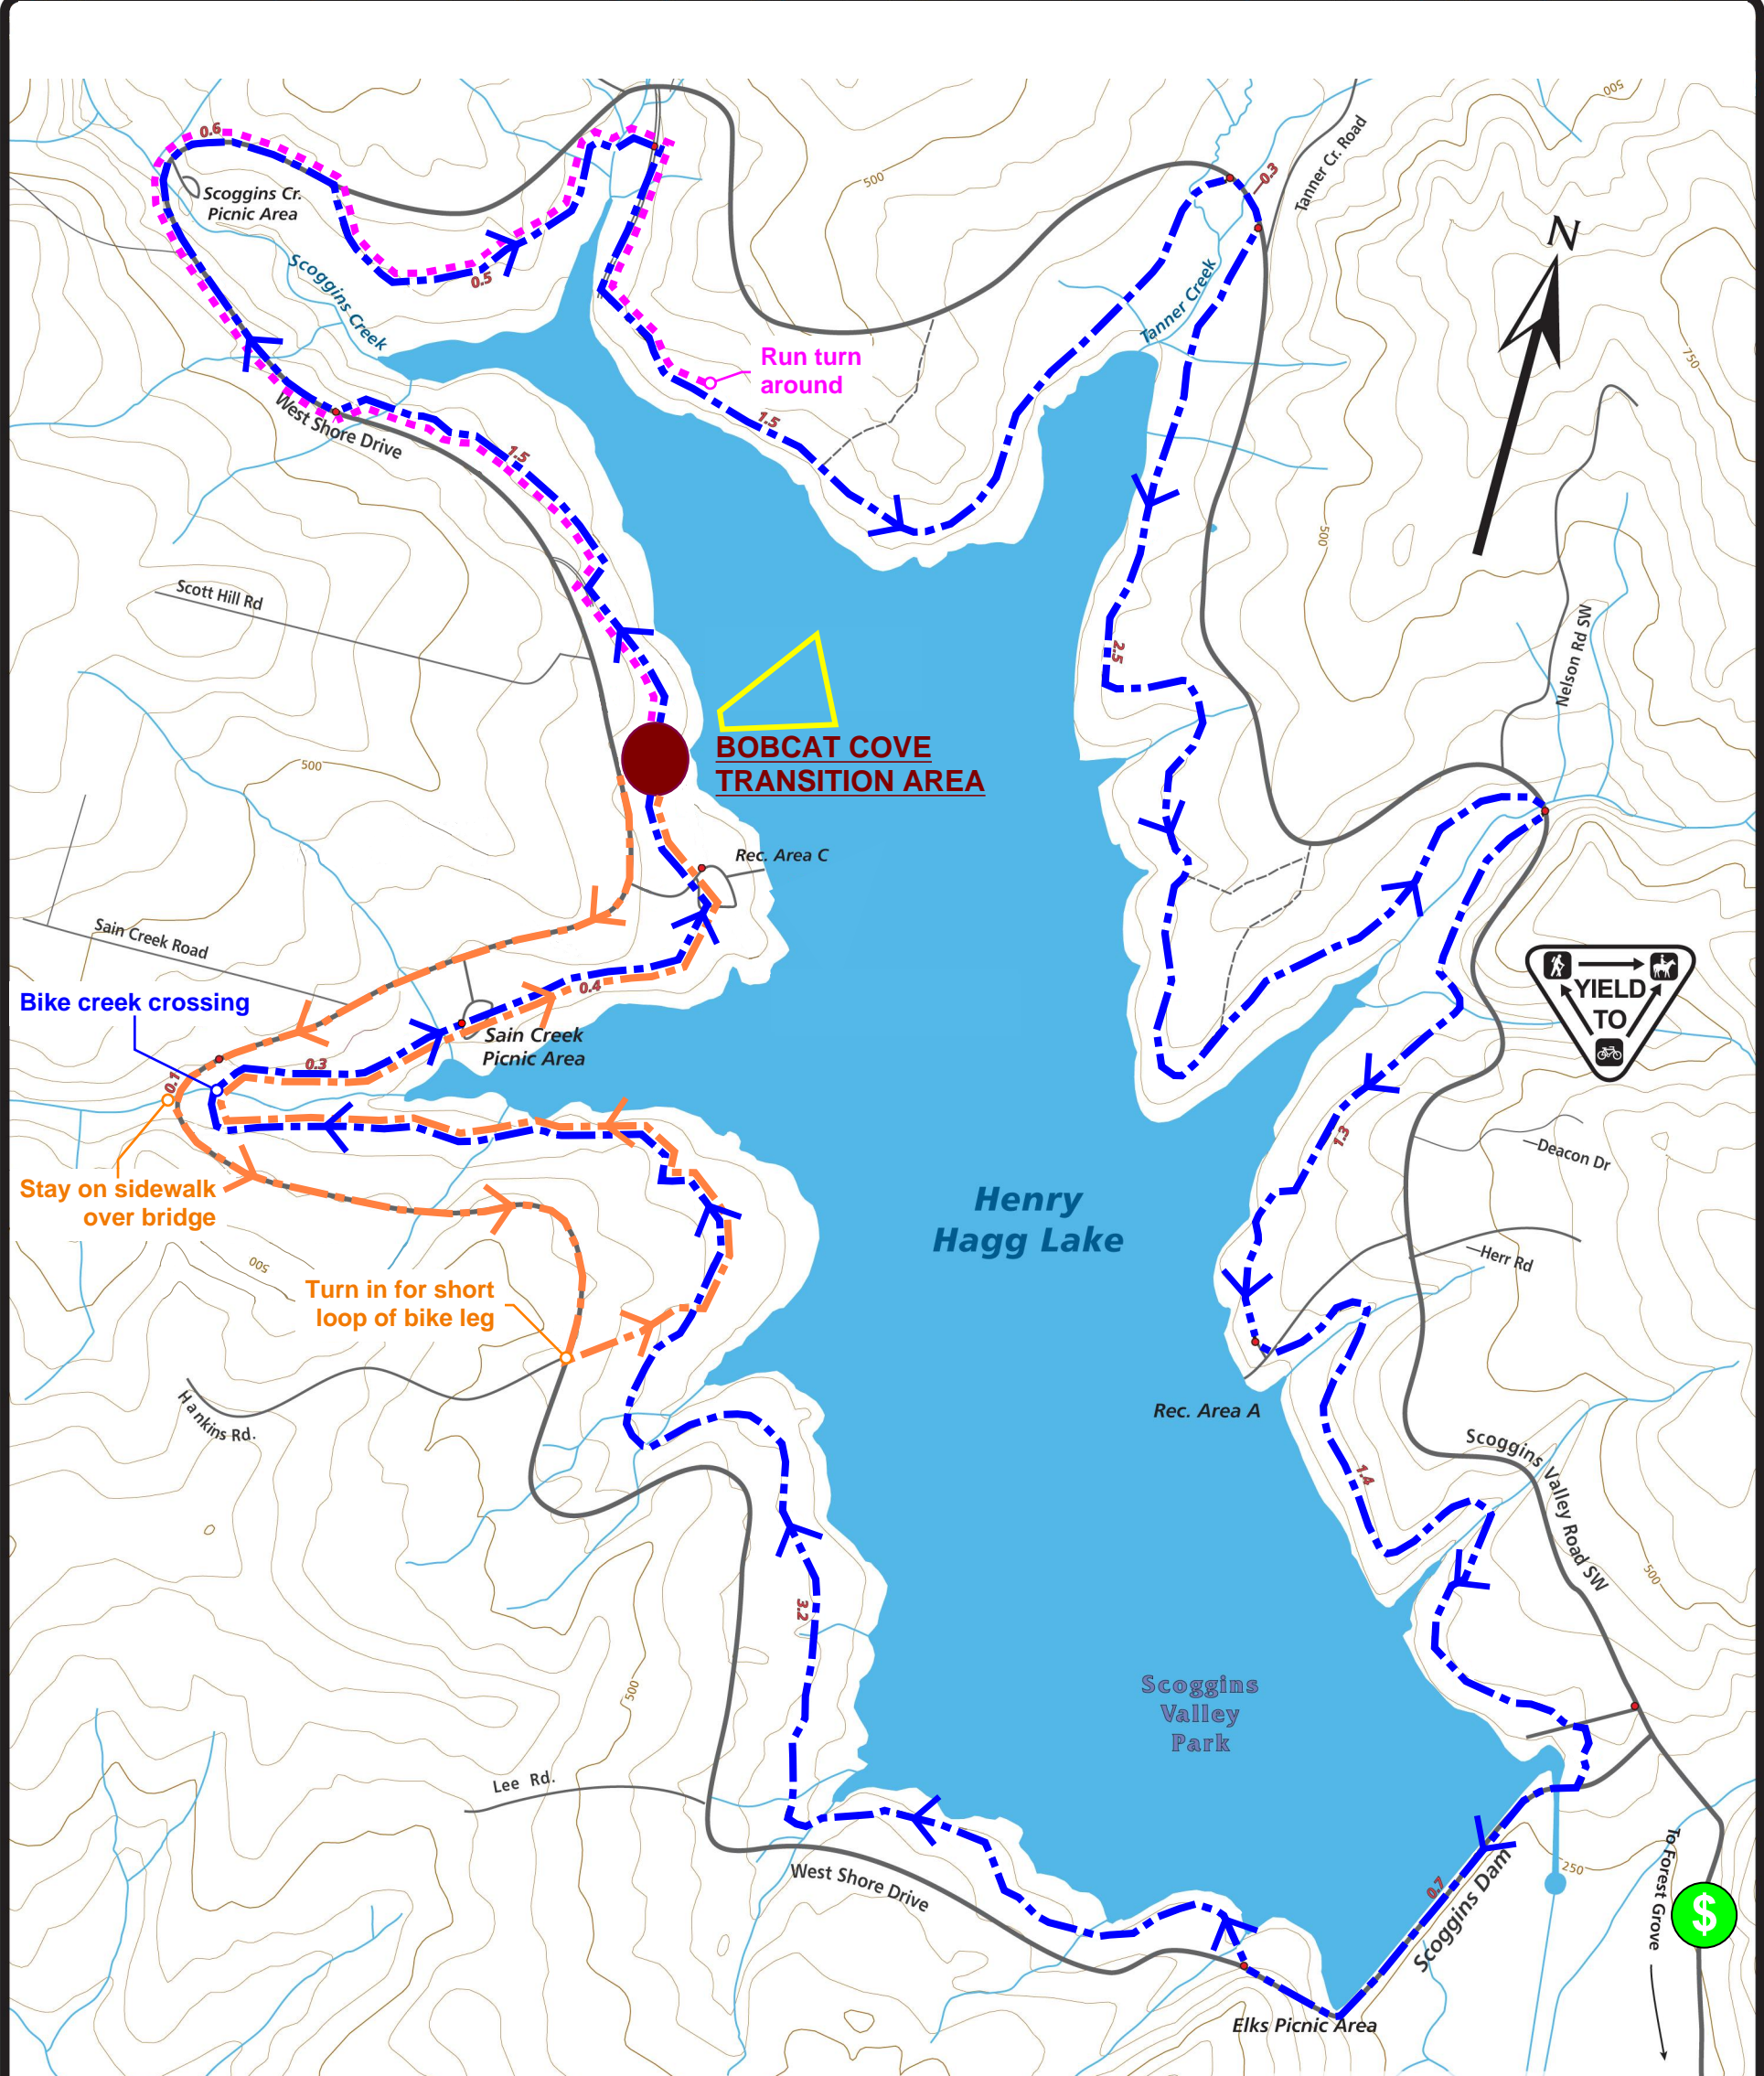 0.6
Scoggins Cr.
Picnic Area
Scoggins Creek
0.5
500
500
0.3
Tanner Cr. Road
N
Tanner Creek
750
Run turn
around
1.5
West Shore Drive
1.5
500
Scott Hill Rd
2.5
Nelson Rd SW
BOBCAT COVE
TRANSITION AREA
500
Rec. Area C
Sain Creek Road
YIELD
TO
Bike creek crossing
0.4
Sain Creek
Picnic Area
0.3
0.1
1.3
Deacon Dr
Stay on sidewalk
over bridge
Henry
Hagg Lake
Herr Rd
500
Turn in for short
loop of bike leg
Hankins Rd.
Rec. Area A
Scoggins Valley Road SW
1.4
500
3.2
500
Scoggins
Valley
Park
Lee Rd.
West Shore Drive
250
To Forest Grove
0.7
Scoggins Dam
$
Elks Picnic Area